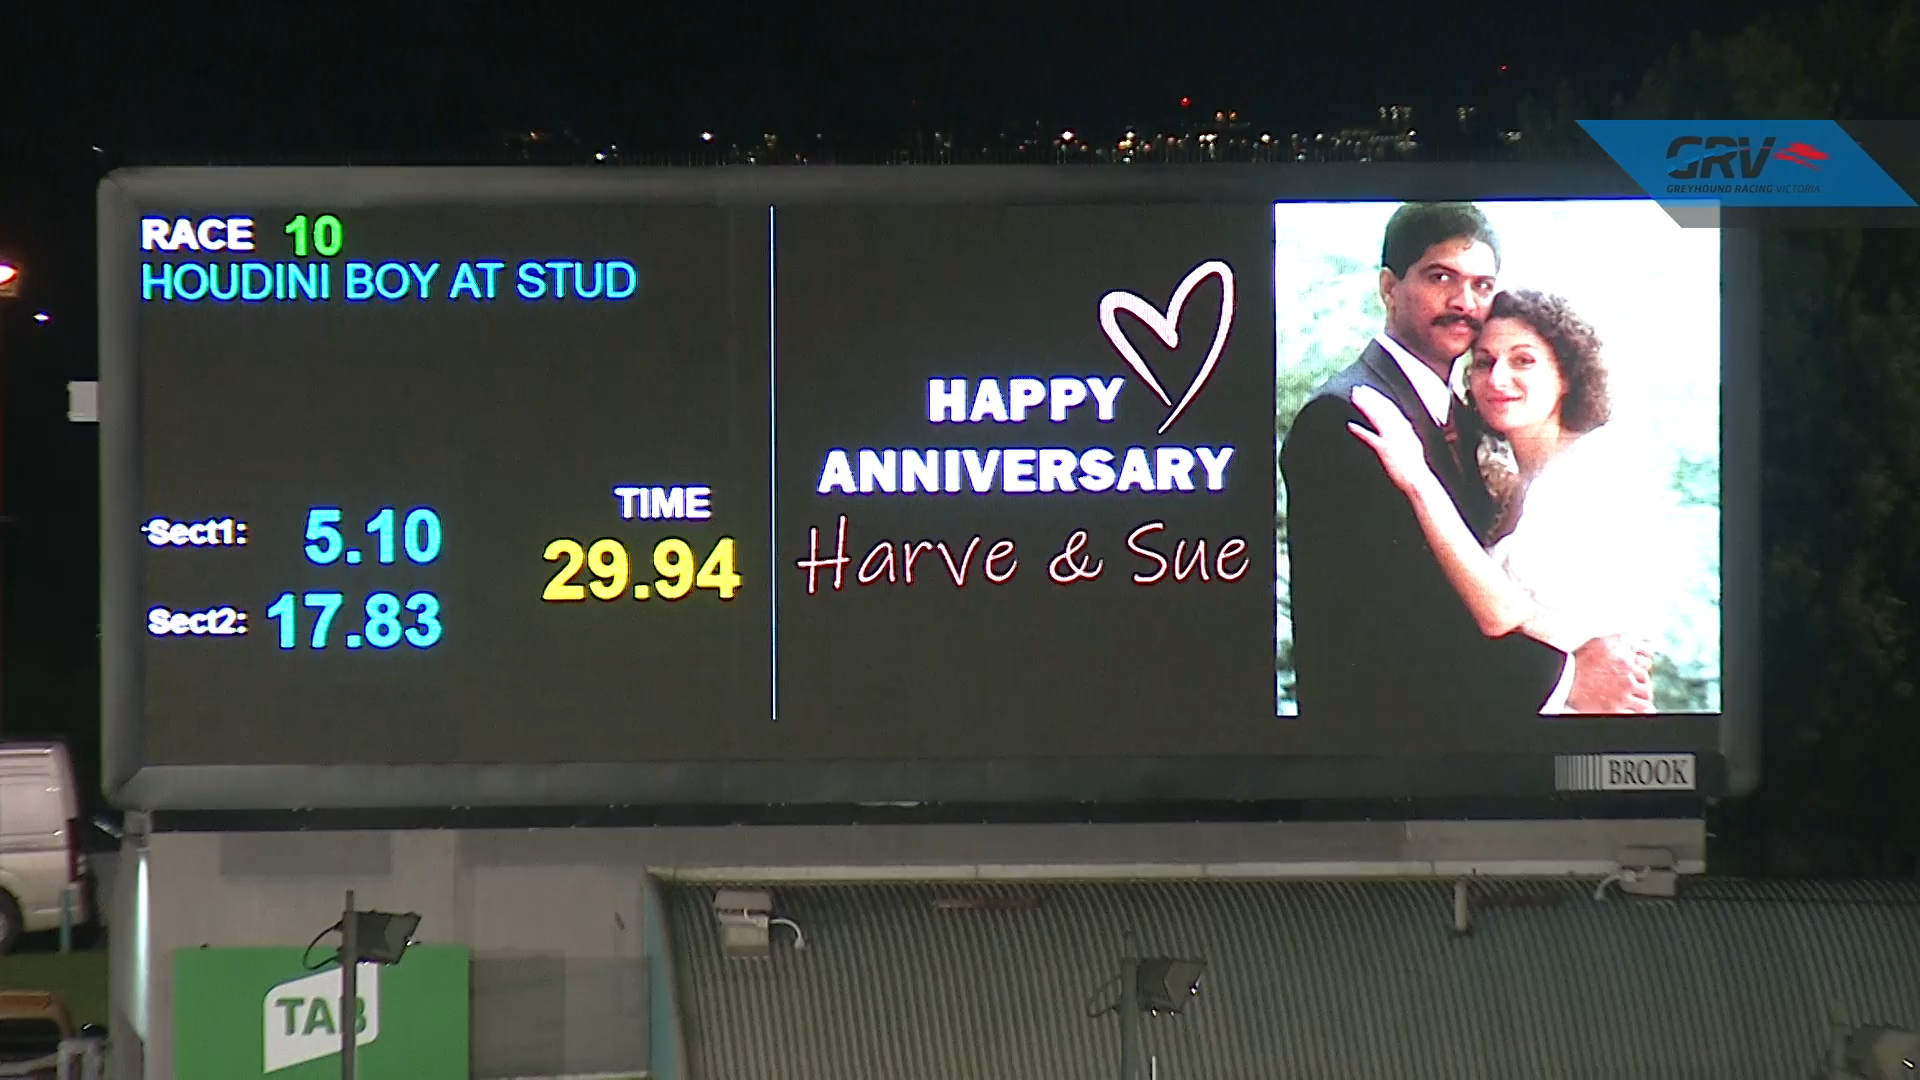 GRV
GREYHOUND RACING VICTORIA
RACE 10
HOUDINI BOY AT STUD
Sect1: 5.10
Sect2: 17.83
TIME
29.94
HAPPY
ANNIVERSARY
Harve & Sue
BROOK
TAB